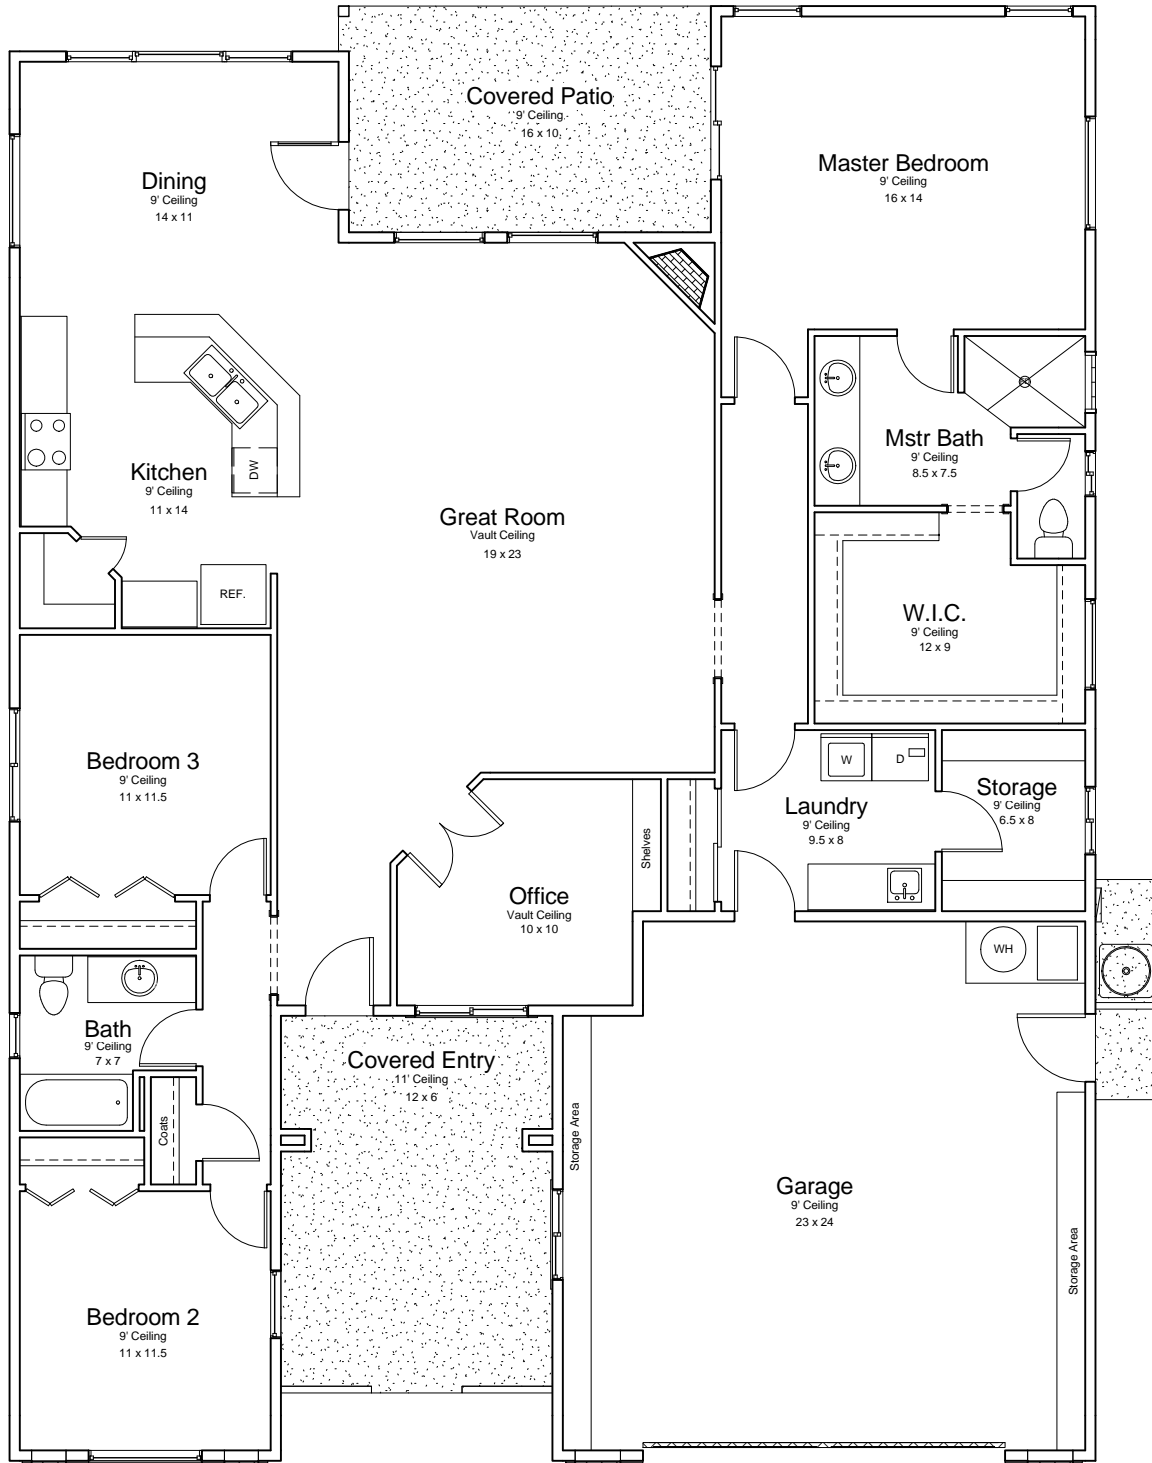 Covered Patio
9' Ceiling
16 x 10
Master Bedroom
9' Ceiling
16 x 14
Dining
9' Ceiling
14 x 11
Kitchen
9' Ceiling
11 x 14
DW
REF.
Great Room
Vault Ceiling
19 x 23
Mstr Bath
9' Ceiling
8.5 x 7.5
W.I.C.
9' Ceiling
12 x 9
Bedroom 3
9' Ceiling
11 x 11.5
W
D
Laundry
9' Ceiling
9.5 x 8
Storage
9' Ceiling
6.5 x 8
Shelves
Office
Vault Ceiling
10 x 10
WH
Bath
9' Ceiling
7 x 7
Coats
Covered Entry
11' Ceiling
12 x 6
Storage Area
Garage
9' Ceiling
23 x 24
Storage Area
Bedroom 2
9' Ceiling
11 x 11.5